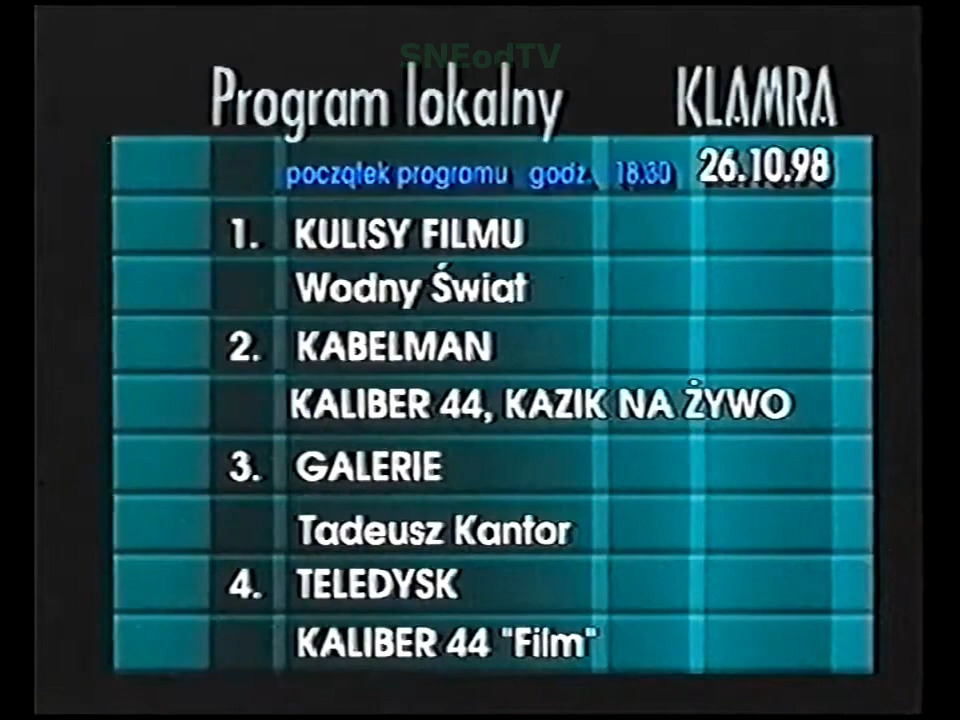 SNEodTV
Program lokalny KLAMRA
początek programu godz. 18.30 26.10.98
1. KULISY FILMU
Wodny Świat
2. KABELMAN
KALIBER 44, KAZIK NA ŻYWO
3. GALERIE
Tadeusz Kantor
4. TELEDYSK
KALIBER 44 "Film"